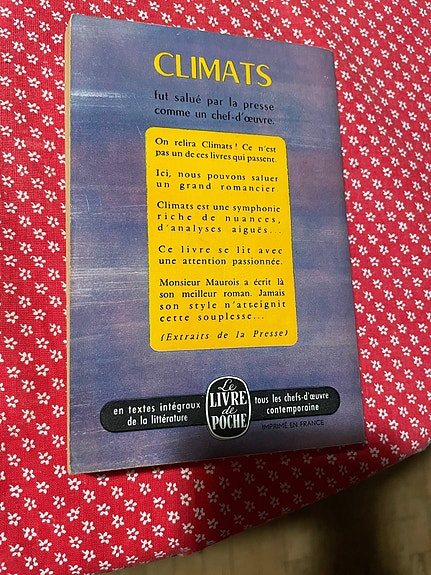 CLIMATS
fut salué par la presse
comme un chef-d'œuvre.
On relira Climats ! Ce n'est
pas un de ces livres qui passent.
Ici, nous pouvons saluer
un grand romancier
Climats est une symphonie
riche de nuances,
d'analyses aiguës...
Ce livre se lit avec
une attention passionnée.
Monsieur Maurois a écrit là
son meilleur roman. Jamais
son style n'atteignit
cette souplesse...
(Extraits de la Presse)
en textes intégraux
de la littérature
Le
LIVRE
de
POCHE
tous les chefs-d'œuvre
contemporaine
IMPRIMÉ EN FRANCE